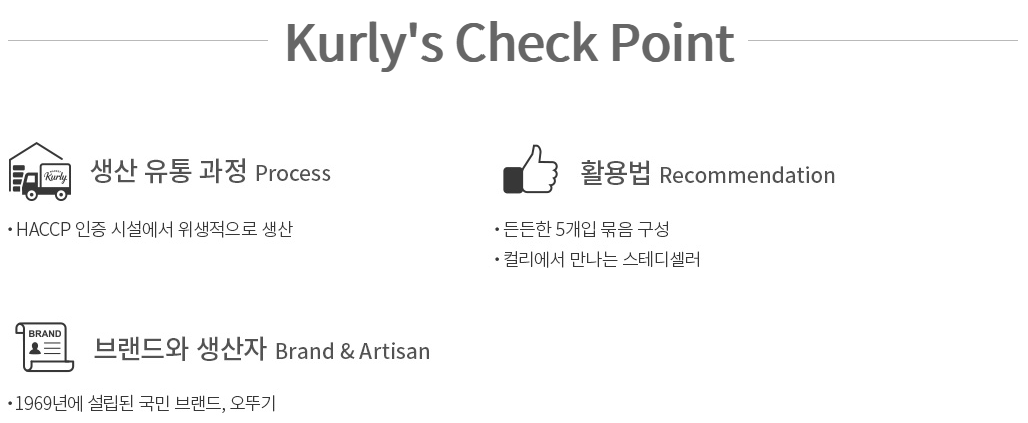 Kurly's Check Point
Kurly
생산 유통 과정 Process
• HACCP 인증 시설에서 위생적으로 생산
활용법 Recommendation
• 든든한 5개입 묶음 구성
• 컬리에서 만나는 스테디셀러
BRAND
브랜드와 생산자 Brand & Artisan
• 1969년에 설립된 국민 브랜드, 오뚜기